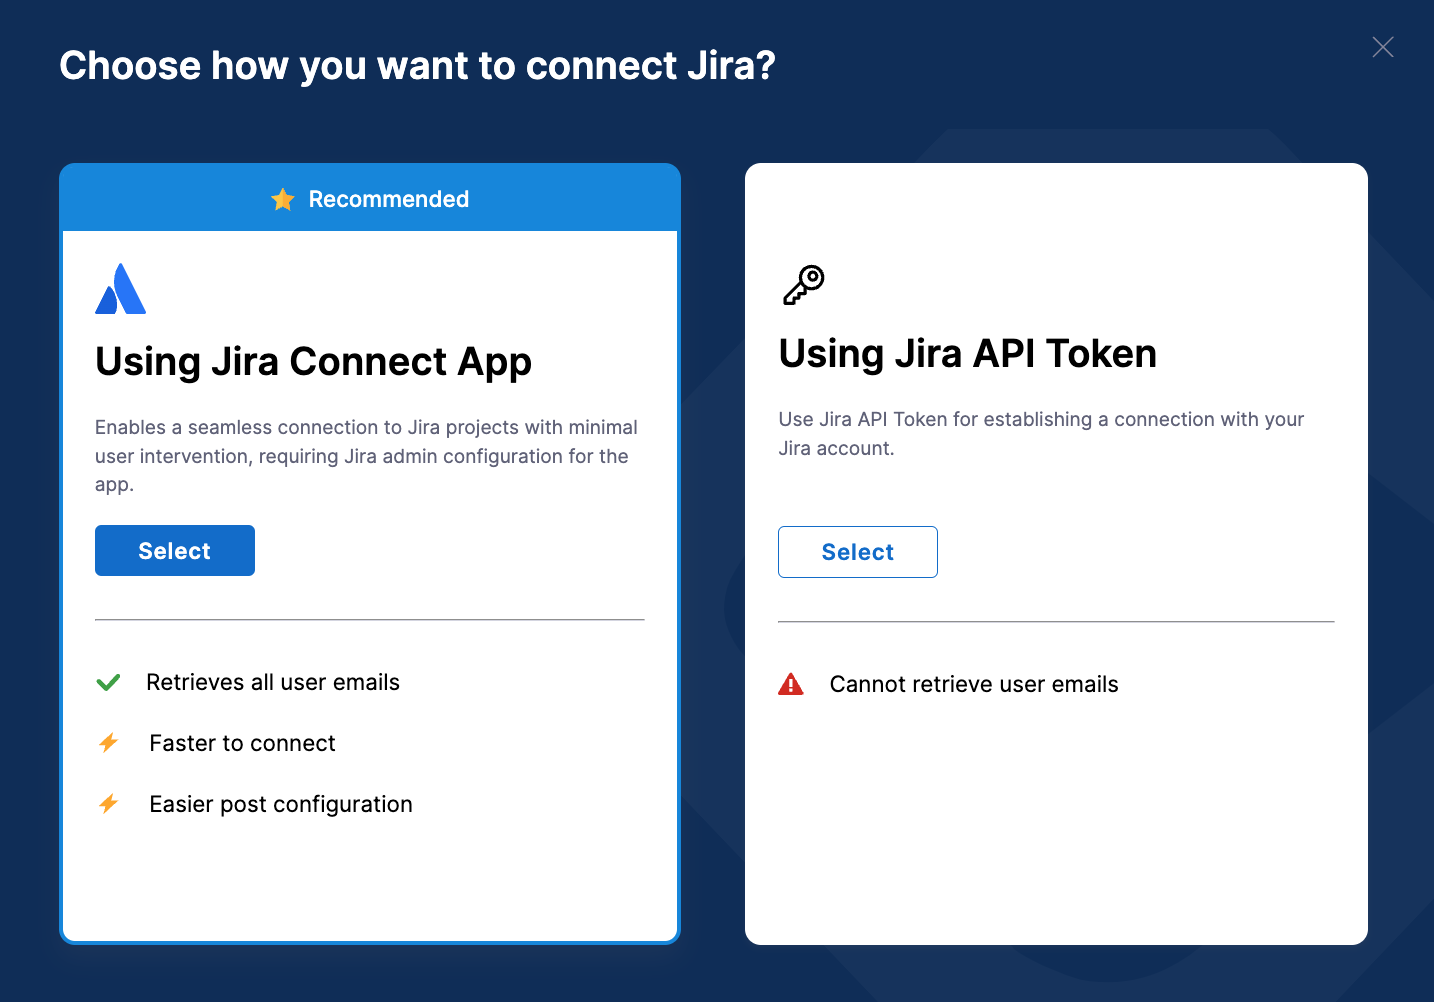 Choose how you want to connect Jira?
Recommended
Using Jira Connect App
Enables a seamless connection to Jira projects with minimal
user intervention, requiring Jira admin configuration for the
app.
Select
Retrieves all user emails
Faster to connect
Easier post configuration
Using Jira API Token
Use Jira API Token for establishing a connection with your
Jira account.
Select
Cannot retrieve user emails